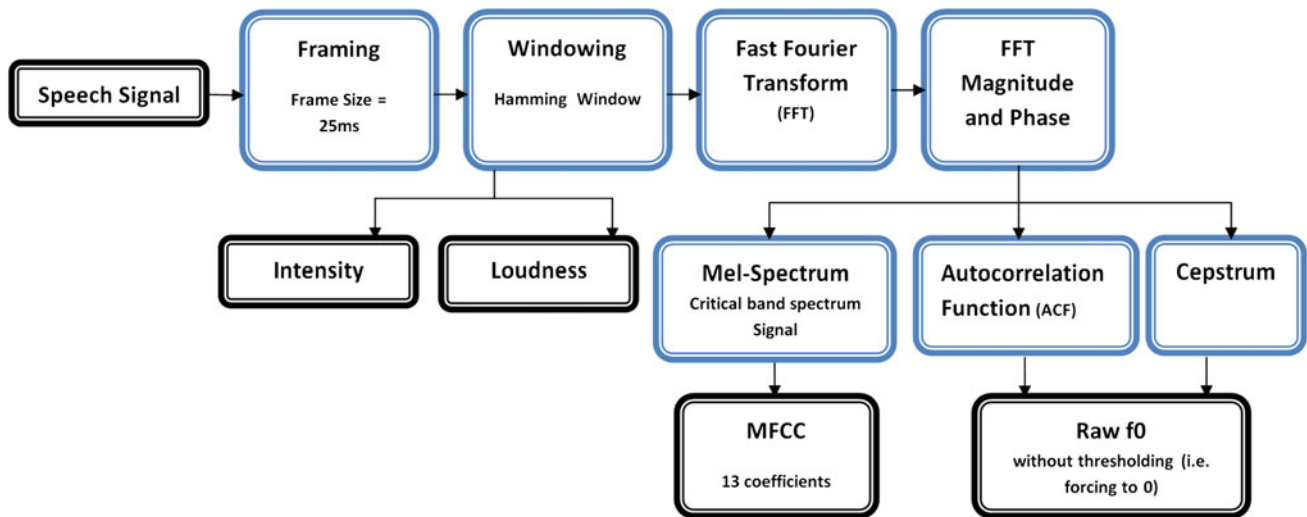 Speech Signal
Framing
Frame Size =
25ms
Windowing
Hamming Window
Fast Fourier
Transform
(FFT)
FFT
Magnitude
and Phase
Intensity
Loudness
Mel-Spectrum
Critical band spectrum
Signal
Autocorrelation
Function (ACF)
Cepstrum
MFCC
13 coefficients
Raw f0
without thresholding (i.e.
forcing to 0)